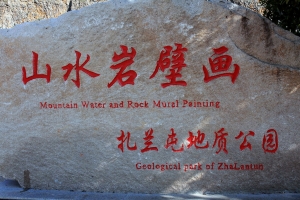 山水岩壁画
Mountain Water and Rock Murel Painting
扎兰屯地质公园
Geological park of ZhaLantun